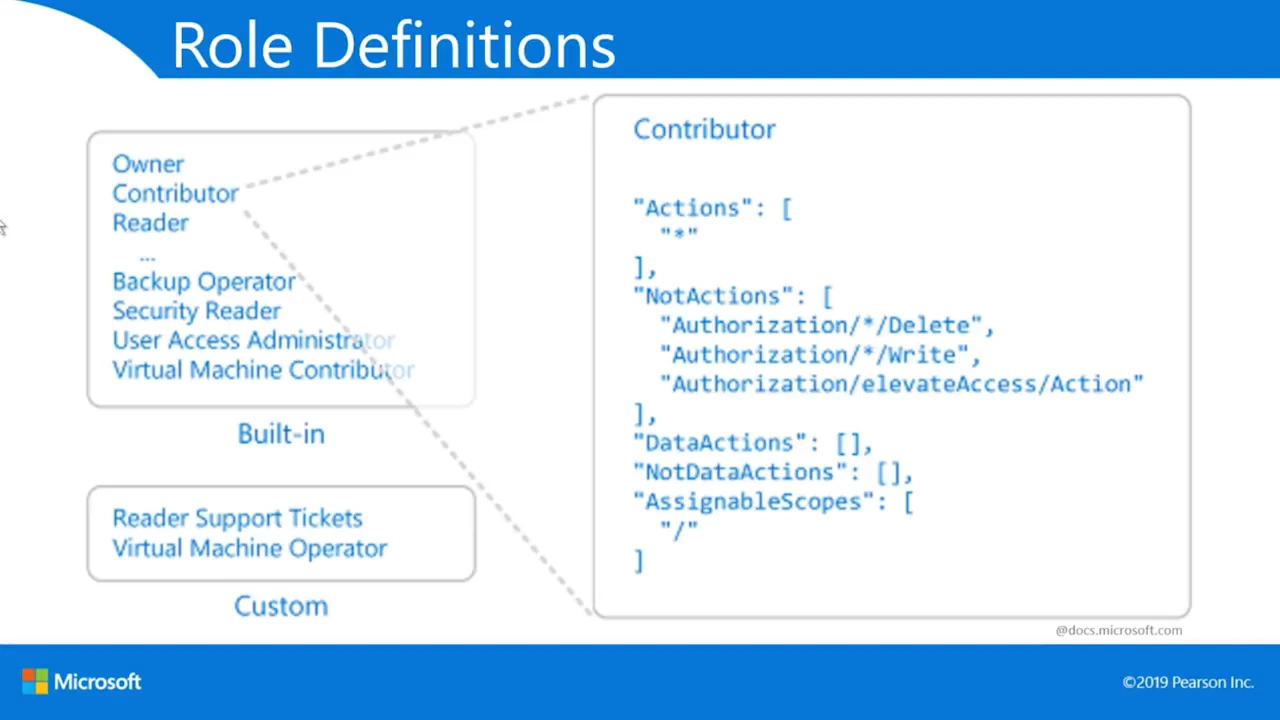 Role Definitions
Owner
Contributor
Reader
...
Backup Operator
Security Reader
User Access Administrator
Virtual Machine Contributor
Built-in
Reader Support Tickets
Virtual Machine Operator
Custom
Contributor
"Actions": [
"*"
],
"NotActions": [
"Authorization/*/Delete",
"Authorization/*/Write",
"Authorization/elevateAccess/Action"
],
"DataActions": [],
"NotDataActions": [],
"AssignableScopes": [
"/"
]
@docs.microsoft.com
Microsoft
©2019 Pearson Inc.